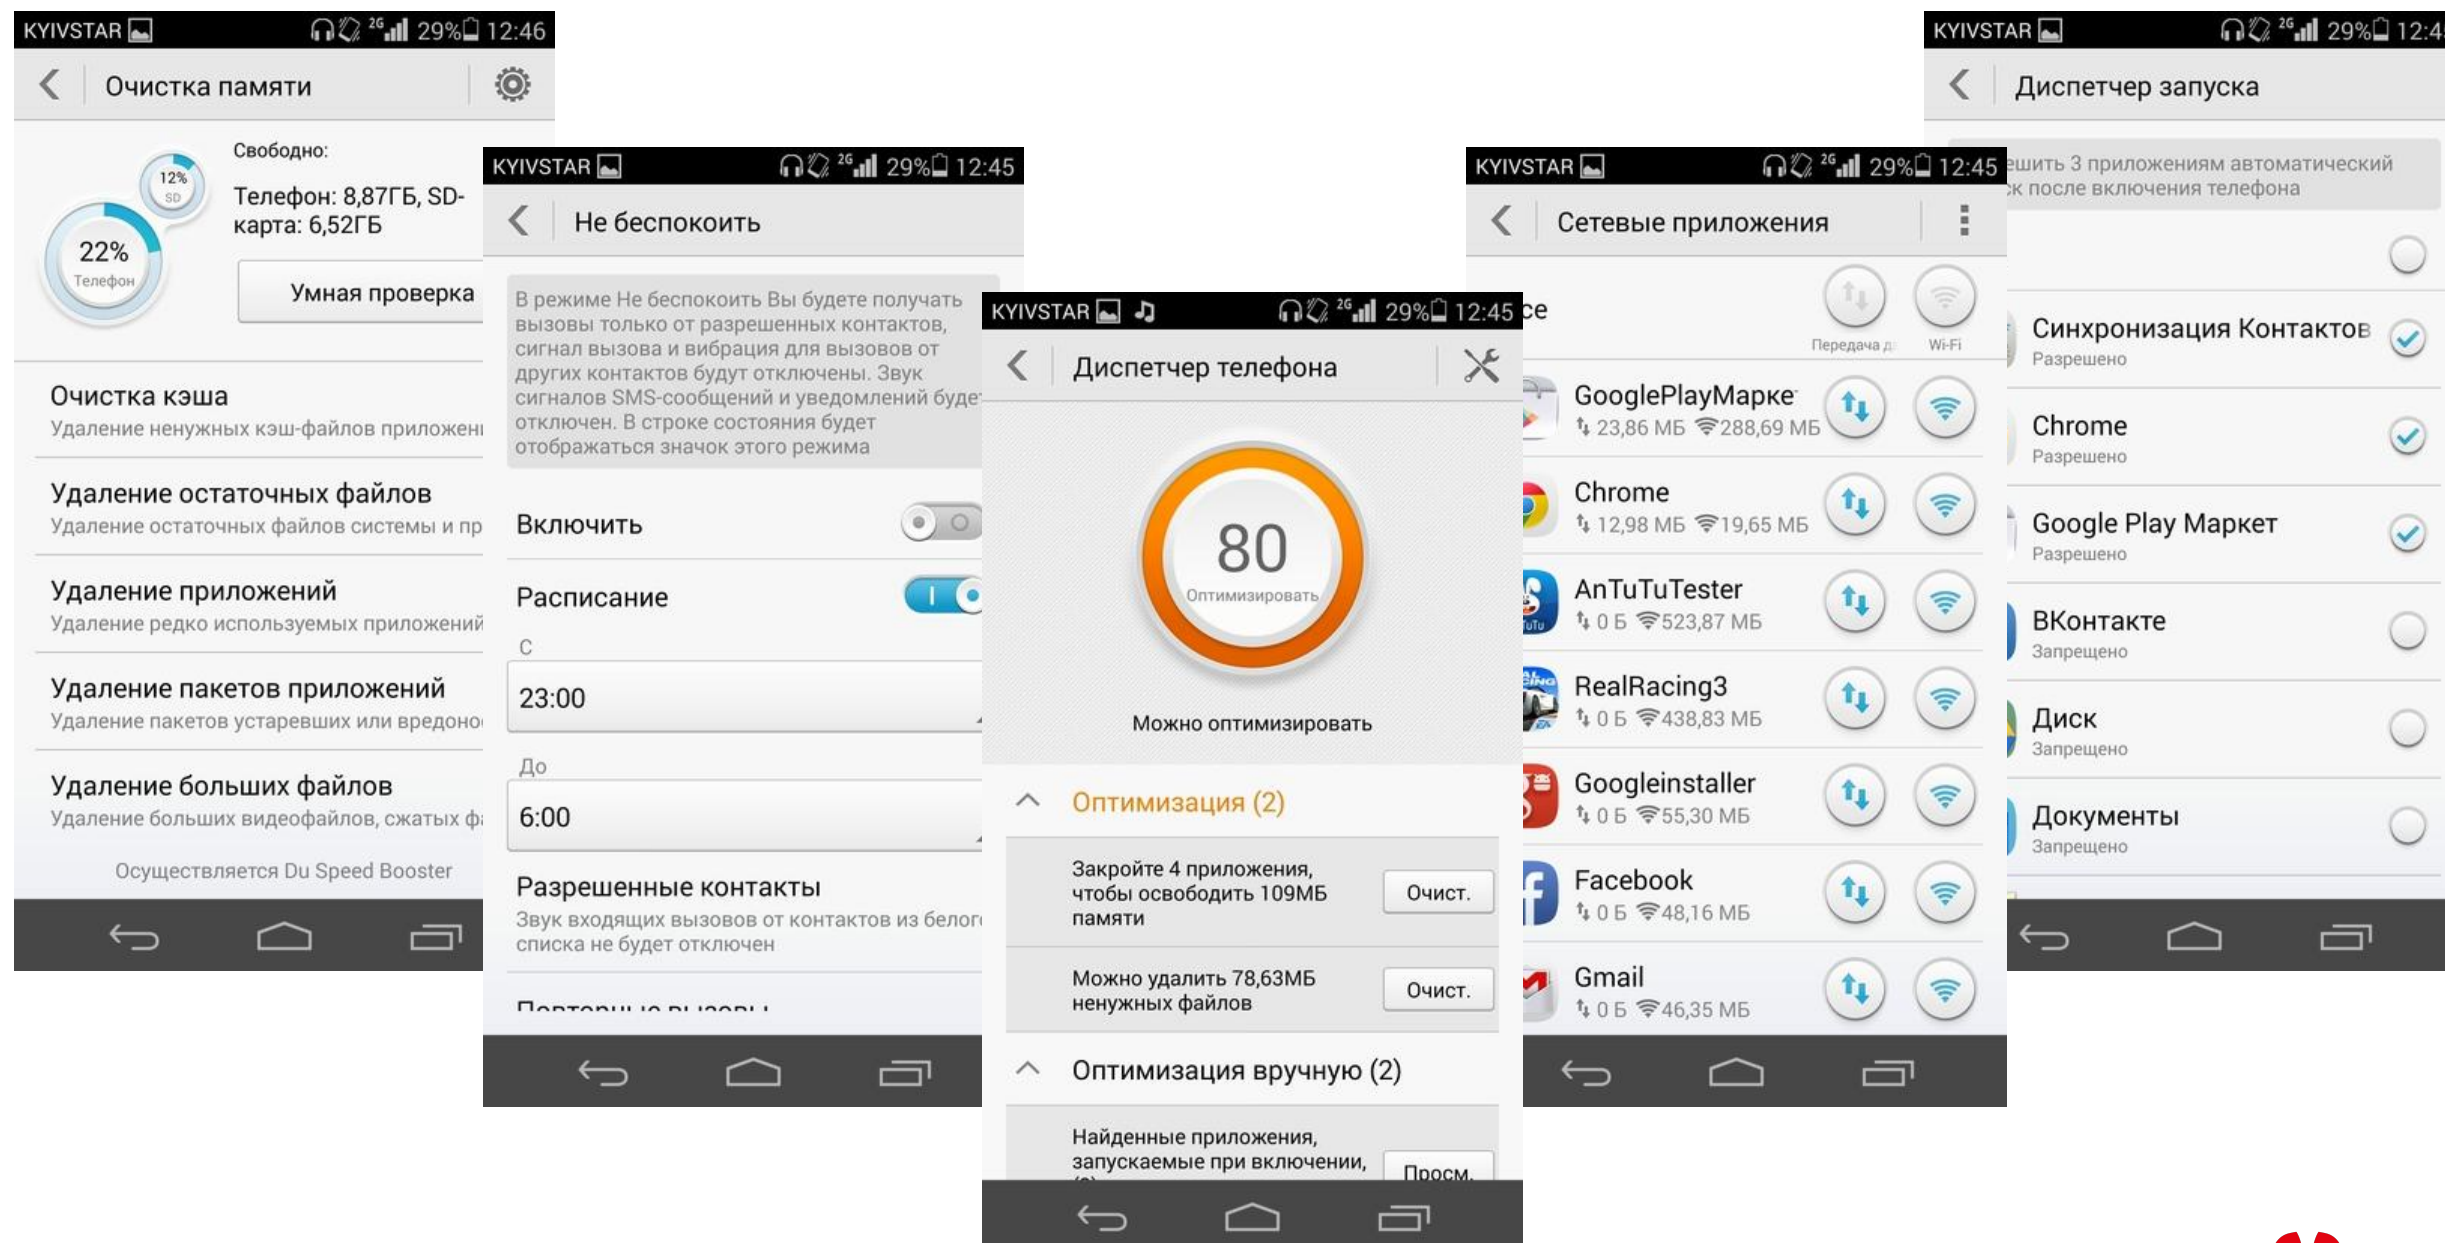 KYIVSTAR 2G 29% 12:46
Очистка памяти
12%
SD
22%
Телефон
Свободно:
Телефон: 8,87ГБ, SD-
карта: 6,52ГБ
Умная проверка
Очистка кэша
Удаление ненужных кэш-файлов
Удаление остаточных файлов
Удаление остаточных файлов системы и
Удаление приложений
Удаление редко используемых приложений
Удаление пакетов приложений
Удаление пакетов устаревших или
Удаление больших файлов
Удаление больших видеофайлов, сжатых
Осуществляется Du Speed Booster
KYIVSTAR 2G 29% 12:45
Не беспокоить
В режиме Не беспокоить Вы будете получать
вызовы только от разрешенных контактов,
сигнал вызова и вибрация для вызовов от
других контактов будут отключены. Звук
сигналов SMS-сообщений и уведомлений будет
отключен. В строке состояния будет
отображаться значок этого режима
Включить
Расписание
С
23:00
До
6:00
Разрешенные контакты
Звук входящих вызовов от контактов из
списка не будет отключен
Повторные вызовы
KYIVSTAR 2G 29% 12:45
Диспетчер телефона
80
Оптимизировать
Можно оптимизировать
Оптимизация (2)
Закройте 4 приложения,
чтобы освободить 109МБ
памяти
Очист.
Можно удалить 78,63МБ
ненужных файлов
Очист.
Оптимизация вручную (2)
Найденные приложения,
запускаемые при включении,
Просм.
KYIVSTAR 2G 29% 12:45
Сетевые приложения
Передача
Wi-Fi
GooglePlayМарке
23,86 МБ 288,69 МБ
Chrome
12,98 МБ 19,65 МБ
AnTuTuTester
0 Б 523,87 МБ
RealRacing3
0 Б 438,83 МБ
Googleinstaller
0 Б 55,30 МБ
Facebook
0 Б 48,16 МБ
Gmail
0 Б 46,35 МБ
KYIVSTAR 2G 29% 12:4
Диспетчер запуска
ешить 3 приложениям автоматический
ск после включения телефона
Синхронизация Контактов
Разрешено
Chrome
Разрешено
Google Play Маркет
Разрешено
ВКонтакте
Запрещено
Диск
Запрещено
Документы
Запрещено